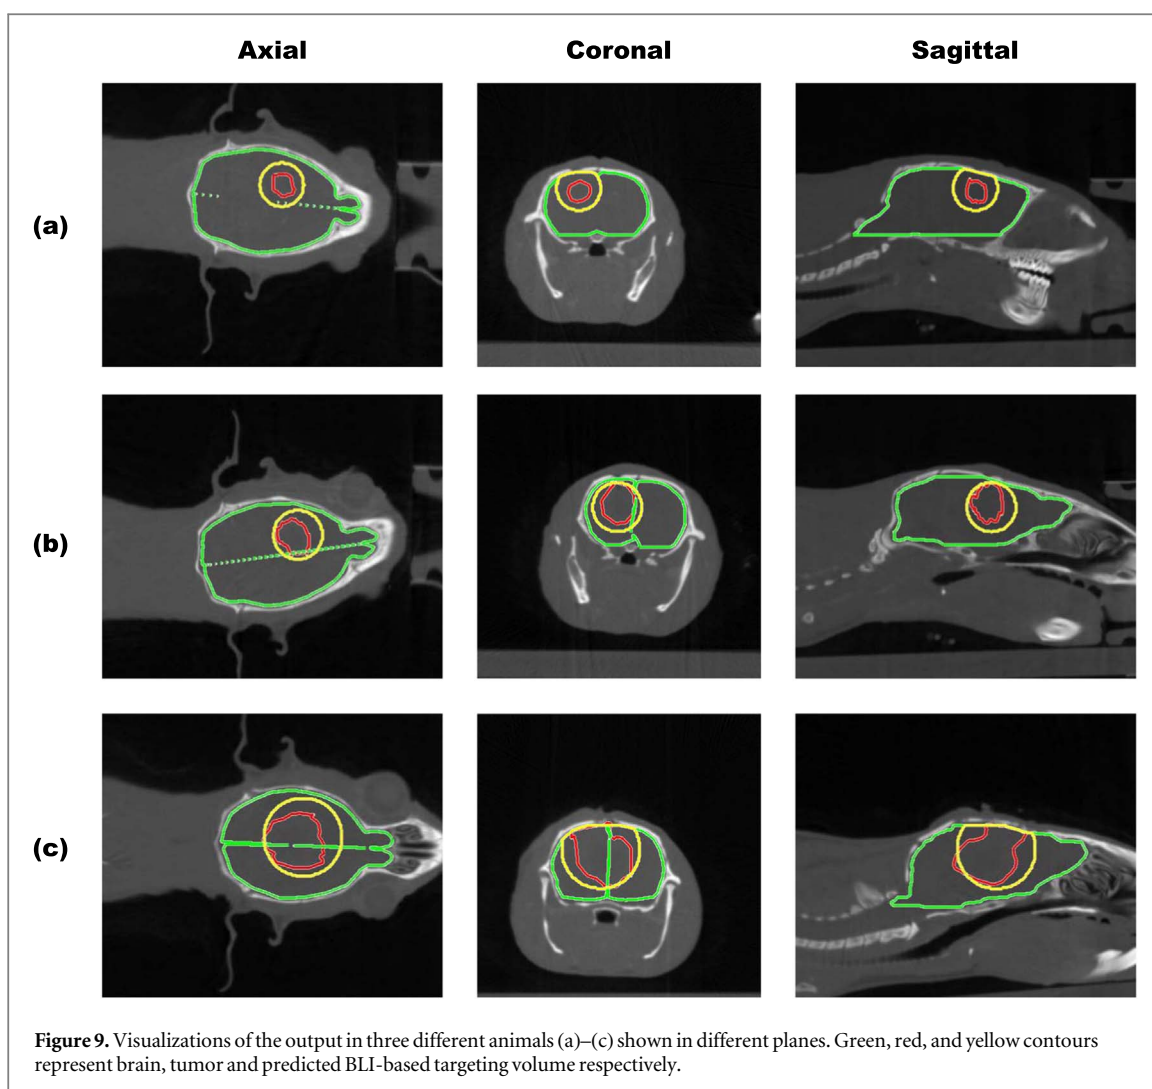 Axial Coronal Sagittal
(a)
(b)
(c)
Figure 9. Visualizations of the output in three different animals (a)–(c) shown in different planes. Green, red, and yellow contours
represent brain, tumor and predicted BLI-based targeting volume respectively.